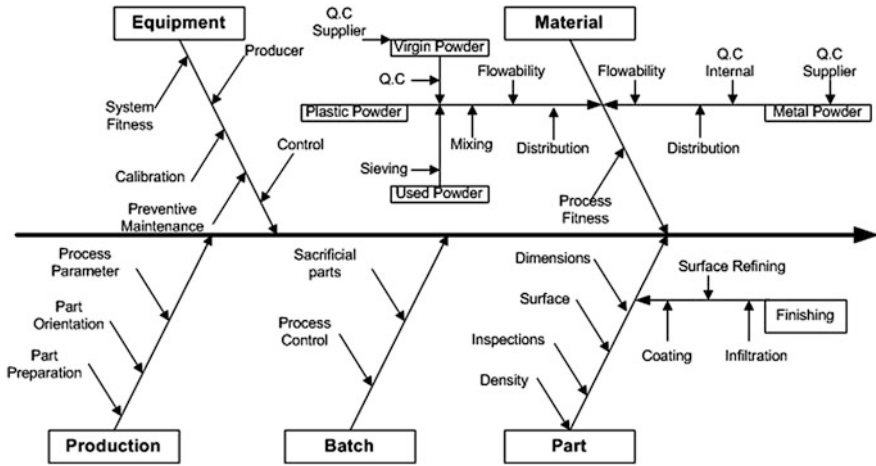 Equipment
Q.C
Supplier
Virgin Powder
Material
Producer
Q.C
Flowability
Flowability
Q.C
Internal
Q.C
Supplier
System
Fitness
Plastic Powder
Metal Powder
Mixing
Distribution
Distribution
Control
Sieving
Calibration
Used Powder
Process
Fitness
Preventive
Maintenance
Process
Parameter
Sacrificial
parts
Dimensions
Surface Refining
Part
Orientation
Surface
Finishing
Process
Control
Part
Preparation
Inspections
Coating
Infiltration
Density
Production
Batch
Part